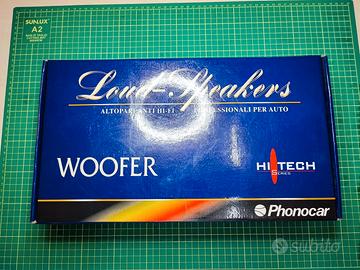 SUNLUX
A2
Loud-Speakers
ALTOPARLANTI HI-FI PROFESSIONALI PER AUTO
WOOFER
HI TECH
SERIES
Phonocar
subito